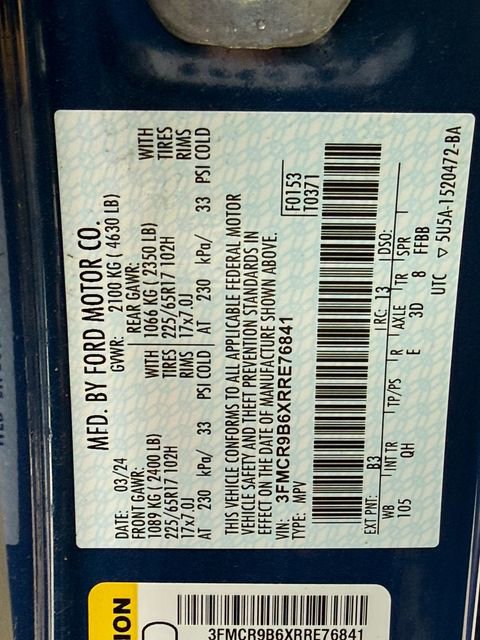 MFD. BY FORD MOTOR CO.
DATE: 03/24 GVWR: 2100 KG ( 4630 LB)
FRONT GAWR: REAR GAWR:
1089 KG ( 2400 LB) WITH 1066 KG ( 2350 LB) WITH
225/65R17 102H TIRES 225/65R17 102H TIRES
17x7.0J RIMS 17x7.0J RIMS
AT 230 kPa/ 33 PSI COLD AT 230 kPa/ 33 PSI COLD
THIS VEHICLE CONFORMS TO ALL APPLICABLE FEDERAL MOTOR
VEHICLE SAFETY AND THEFT PREVENTION STANDARDS IN
EFFECT ON THE DATE OF MANUFACTURE SHOWN ABOVE.
VIN: 3FMCR9B6XRRE76841
TYPE: MPV
F0153
T0371
EXT PNT: B3 RC: 13 DSO:
WB INT TR TP/PS R AXLE TR SPR
105 QH E 3D 8 FFBB
UTC ▽ 5U5A-1520472-BA
ION
3FMCR9B6XRRE76841